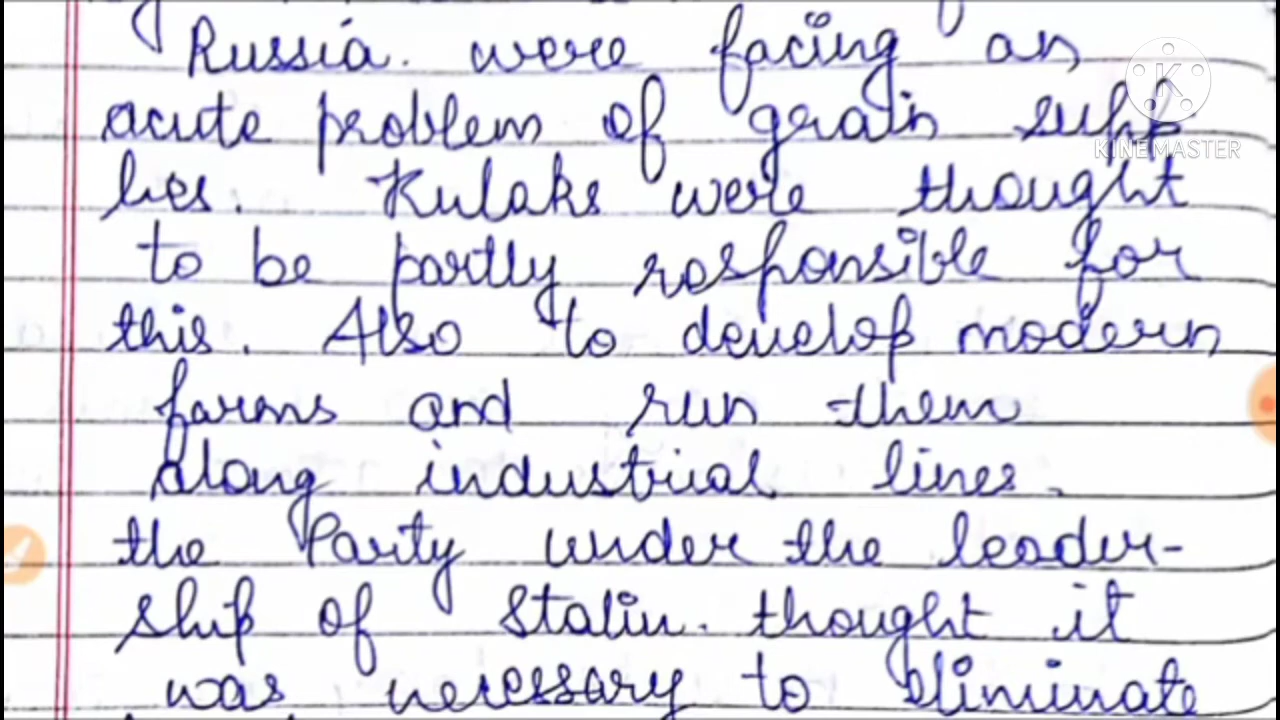 Russia. were facing an
acute problem of grain supp
lies. Kulaks were thought
to be partly responsible for
this. Also to develop modern
farms and run them
along industrial lines.
the Party under the leader-
ship of Stalin. thought it
was necessary to eliminate
K
KINEMASTER